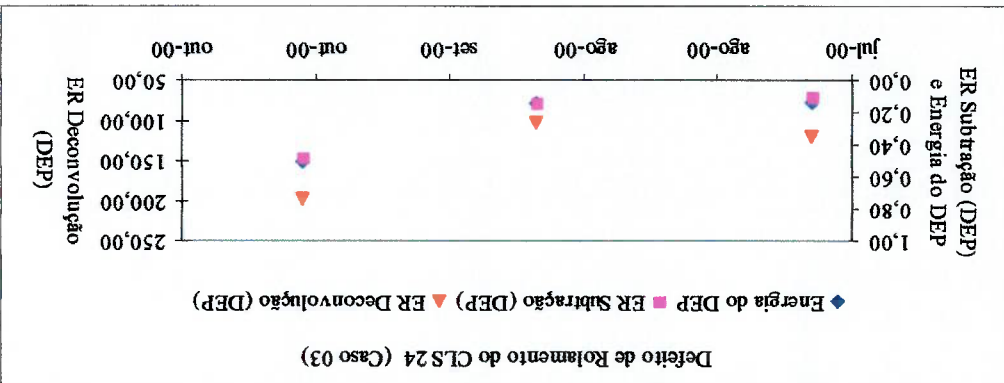 Defeito de Rolamento do CLS 24 (Caso 03)
Energia do DEP ER Subtração (DEP) ER Deconvolução (DEP)
ER Subtração (DEP)
e Energia do DEP
1,00
0,80
0,60
0,40
0,20
0,00
250,00
200,00
150,00
100,00
50,00
ER Deconvolução
(DEP)
jul-00 ago-00 ago-00 set-00 out-00 out-00